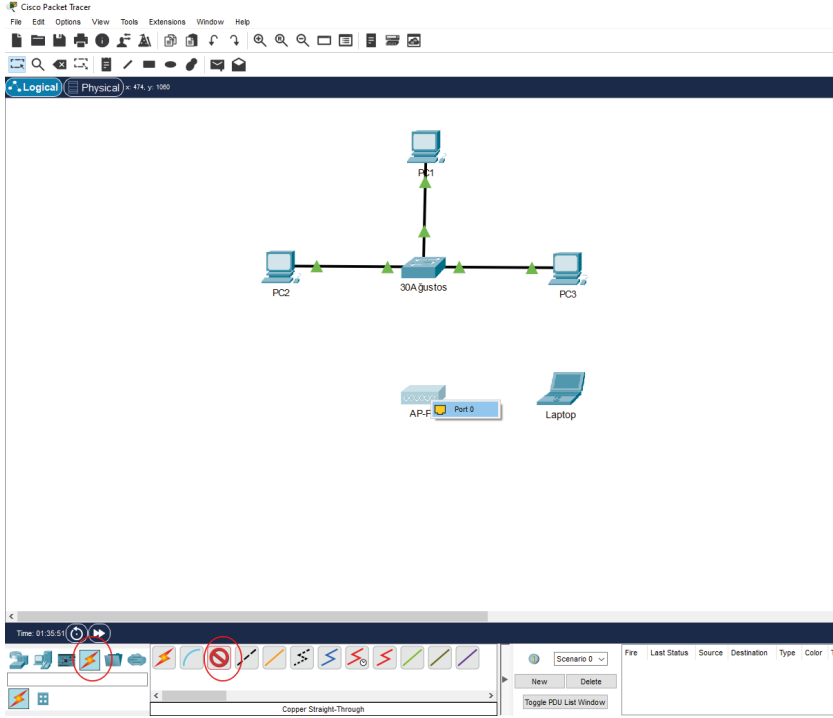 Cisco Packet Tracer
File Edit Options View Tools Extensions Window Help
Logical Physical x: 474, y: 1080
PC1
PC2
30Ağustos
PC3
AP-F
Port 0
Laptop
Time: 01:35:51
Scenario 0
New Delete
Toggle PDU List Window
Fire Last Status Source Destination Type Color
Copper Straight-Through